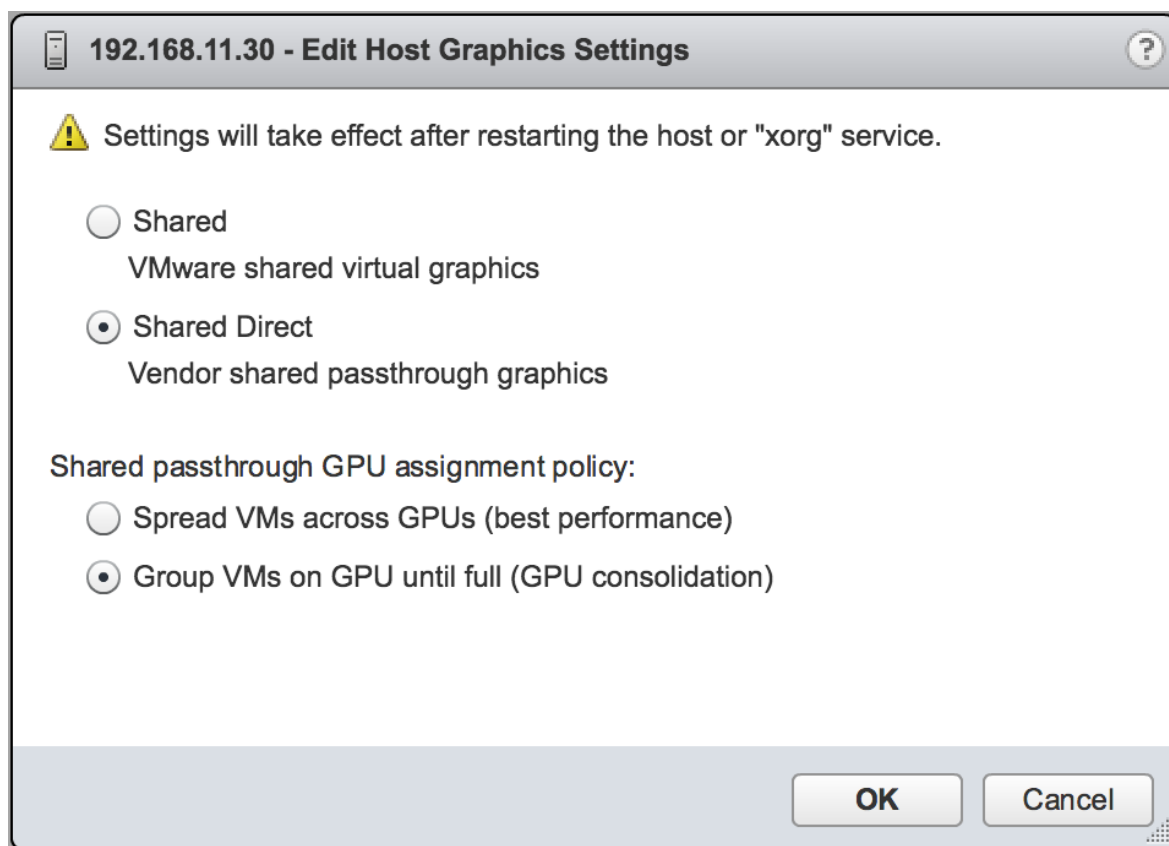 192.168.11.30 - Edit Host Graphics Settings
?
Settings will take effect after restarting the host or "xorg" service.
Shared
VMware shared virtual graphics
Shared Direct
Vendor shared passthrough graphics
Shared passthrough GPU assignment policy:
Spread VMs across GPUs (best performance)
Group VMs on GPU until full (GPU consolidation)
OK
Cancel